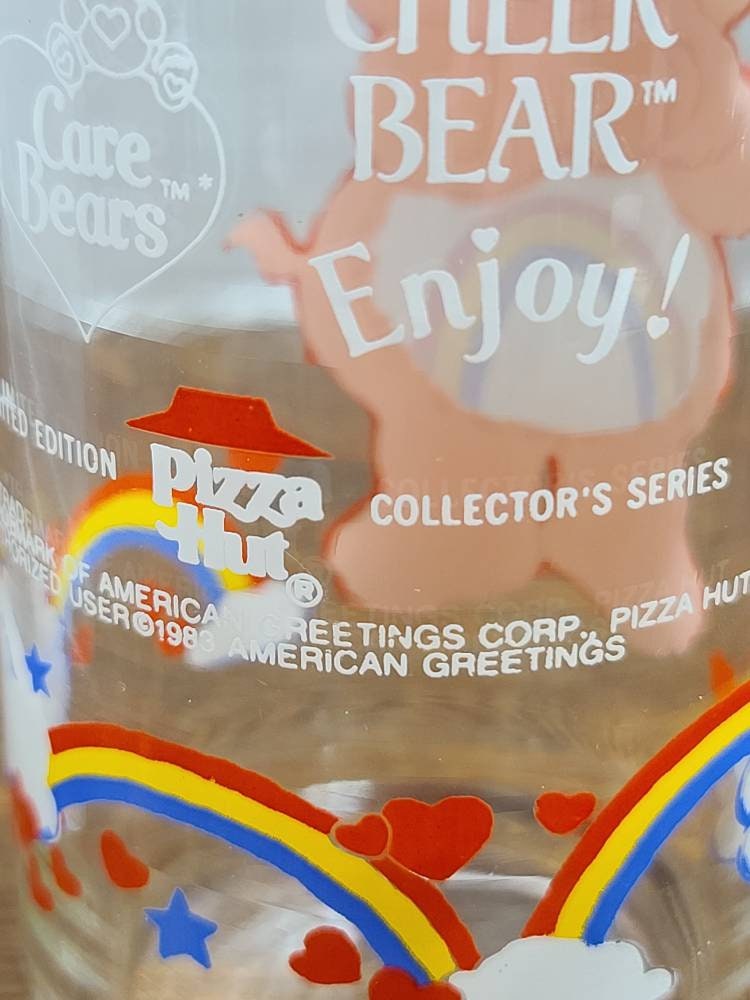 CHEER
BEAR™
Care
Bears™*
Enjoy!
EDITION
Pizza
Hut®
COLLECTOR'S SERIES
OF AMERICAN GREETINGS CORP., PIZZA HUT
USER ©1983 AMERICAN GREETINGS